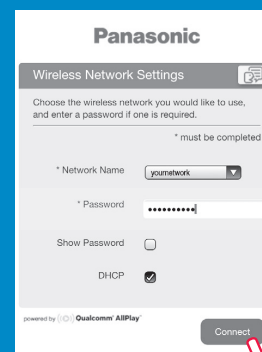 Panasonic
Wireless Network Settings
Choose the wireless network you would like to use,
and enter a password if one is required.
* must be completed
* Network Name
yournetwork
* Password
••••••••••
Show Password
DHCP
powered by Qualcomm® AllPlay™
Connect